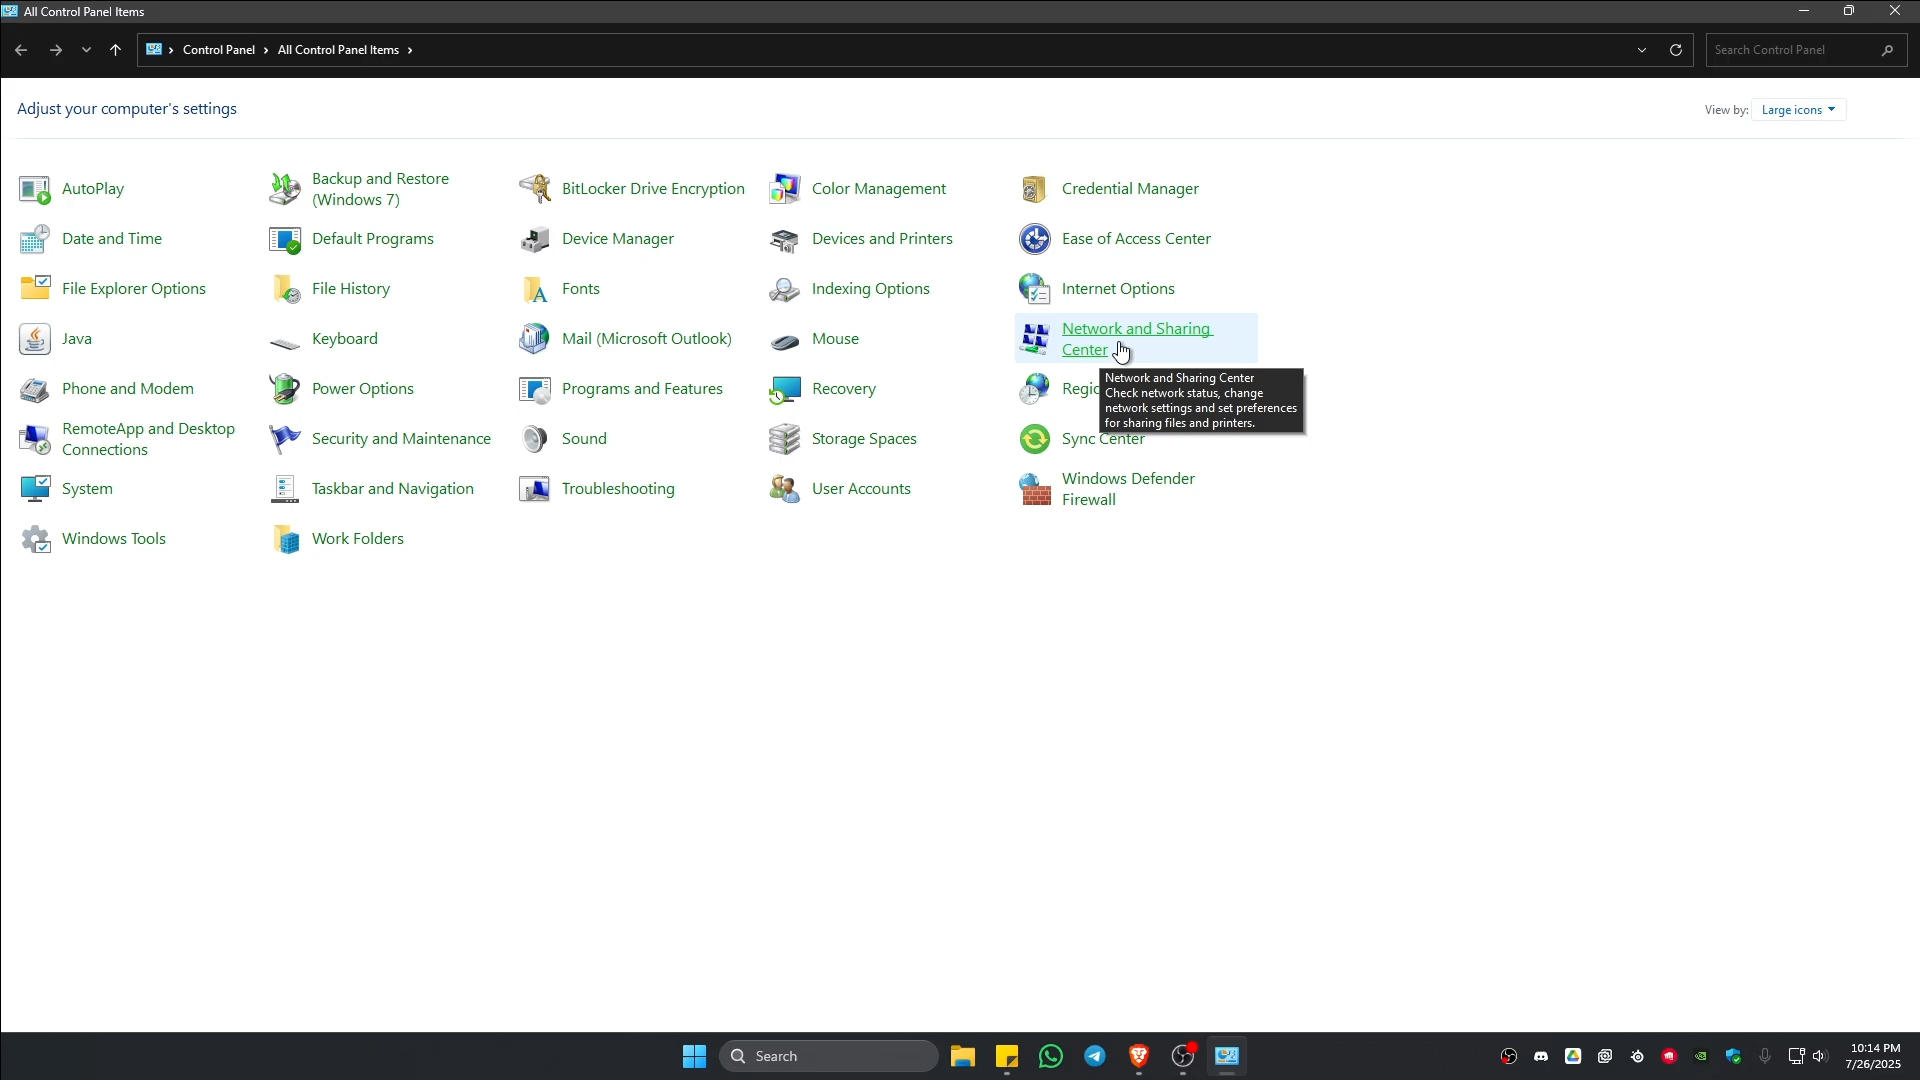 All Control Panel Items
Control Panel › All Control Panel Items ›
Search Control Panel
Adjust your computer's settings
View by: Large icons
AutoPlay
Backup and Restore
(Windows 7)
BitLocker Drive Encryption
Color Management
Credential Manager
Date and Time
Default Programs
Device Manager
Devices and Printers
Ease of Access Center
File Explorer Options
File History
Fonts
Indexing Options
Internet Options
Java
Keyboard
Mail (Microsoft Outlook)
Mouse
Network and Sharing
Center
Phone and Modem
Power Options
Programs and Features
Recovery
Network and Sharing Center
Check network status, change
network settings and set preferences
for sharing files and printers.
RemoteApp and Desktop
Connections
Security and Maintenance
Sound
Storage Spaces
Sync Center
System
Taskbar and Navigation
Troubleshooting
User Accounts
Windows Defender
Firewall
Windows Tools
Work Folders
Search
10:14 PM
7/26/2025